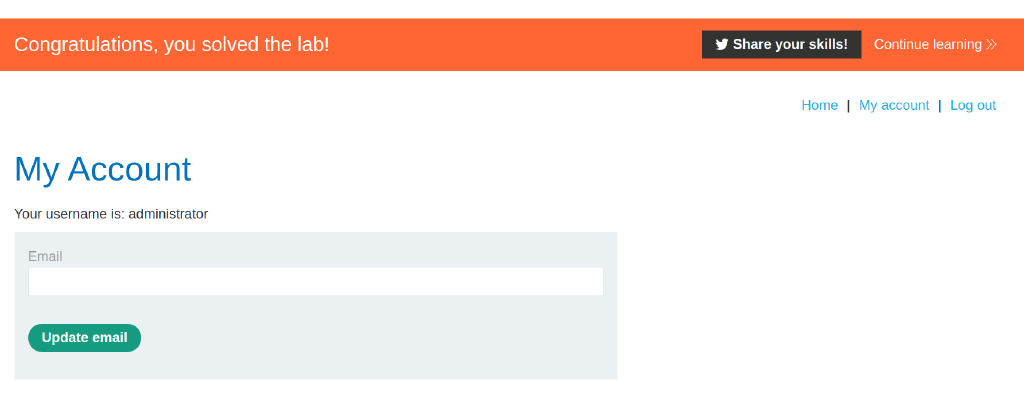 Congratulations, you solved the lab!
Share your skills!
Continue learning
Home | My account | Log out
My Account
Your username is: administrator
Email
Update email